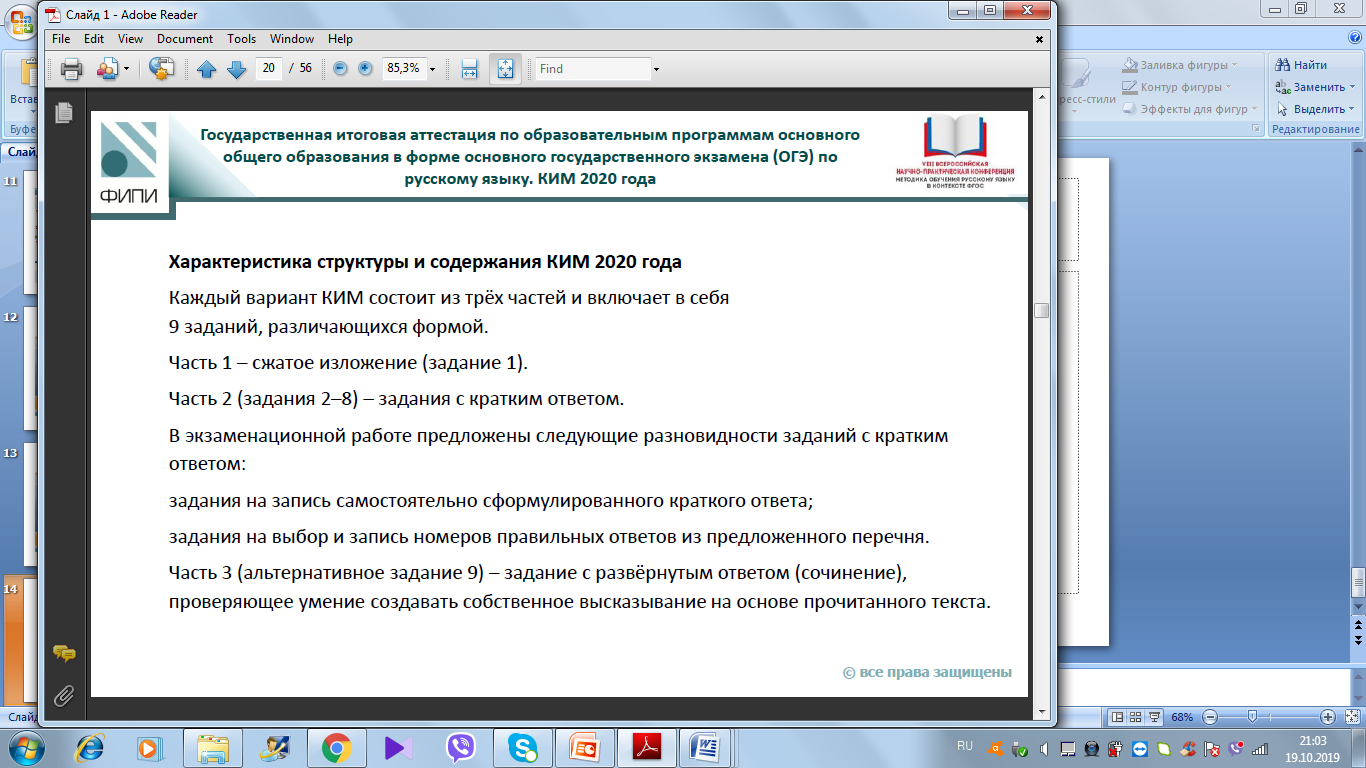 Слайд 1 - Adobe Reader
File Edit View Document Tools Window Help
20 / 56 85,3% Find
Заливка фигуры
Контур фигуры
Эффекты для фигур
Найти
Заменить
Выделить
Редактирование
11
12
13
14
ФИПИ
Государственная итоговая аттестация по образовательным программам основного
общего образования в форме основного государственного экзамена (ОГЭ) по
русскому языку. КИМ 2020 года
VIII ВСЕРОССИЙСКАЯ
НАУЧНО-ПРАКТИЧЕСКАЯ КОНФЕРЕНЦИЯ
МЕТОДИКА ОБУЧЕНИЯ РУССКОМУ ЯЗЫКУ
В КОНТЕКСТЕ ФГОС
Характеристика структуры и содержания КИМ 2020 года
Каждый вариант КИМ состоит из трёх частей и включает в себя
9 заданий, различающихся формой.
Часть 1 – сжатое изложение (задание 1).
Часть 2 (задания 2–8) – задания с кратким ответом.
В экзаменационной работе предложены следующие разновидности заданий с кратким
ответом:
задания на запись самостоятельно сформулированного краткого ответа;
задания на выбор и запись номеров правильных ответов из предложенного перечня.
Часть 3 (альтернативное задание 9) – задание с развёрнутым ответом (сочинение),
проверяющее умение создавать собственное высказывание на основе прочитанного текста.
© все права защищены
68%
RU
21:03
19.10.2019